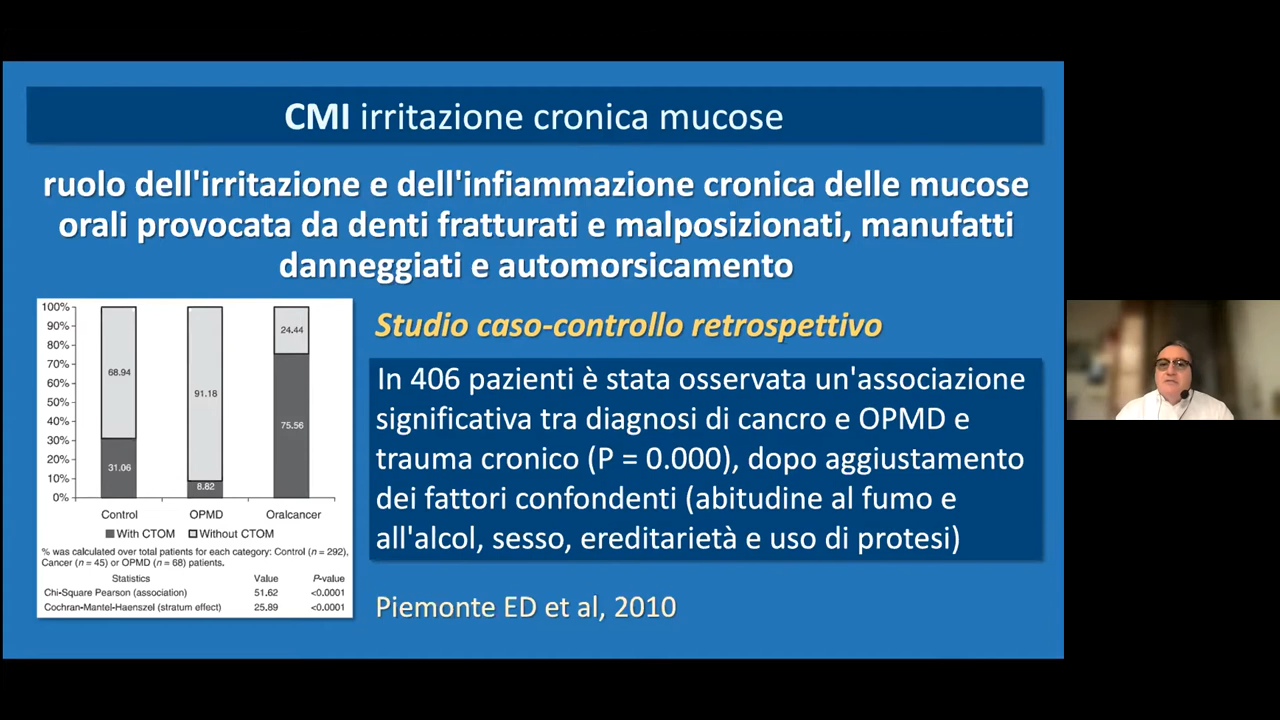 CMI irritazione cronica mucose
ruolo dell'irritazione e dell'infiammazione cronica delle mucose
orali provocata da denti fratturati e malposizionati, manufatti
danneggiati e automorsicamento
100%
90%
80%
70%
60%
50%
40%
30%
20%
10%
0%
68.94
31.06
91.18
8.82
24.44
75.56
Control OPMD Oralcancer
With CTOM Without CTOM
% was calculated over total patients for each category: Control (n = 292),
Cancer (n = 45) or OPMD (n = 68) patients.
Statistics Value P-value
Chi-Square Pearson (association) 51.62 <0.0001
Cochran-Mantel-Haenszel (stratum effect) 25.89 <0.0001
Studio caso-controllo retrospettivo
In 406 pazienti è stata osservata un'associazione
significativa tra diagnosi di cancro e OPMD e
trauma cronico (P = 0.000), dopo aggiustamento
dei fattori confondenti (abitudine al fumo e
all'alcol, sesso, ereditarietà e uso di protesi)
Piemonte ED et al, 2010